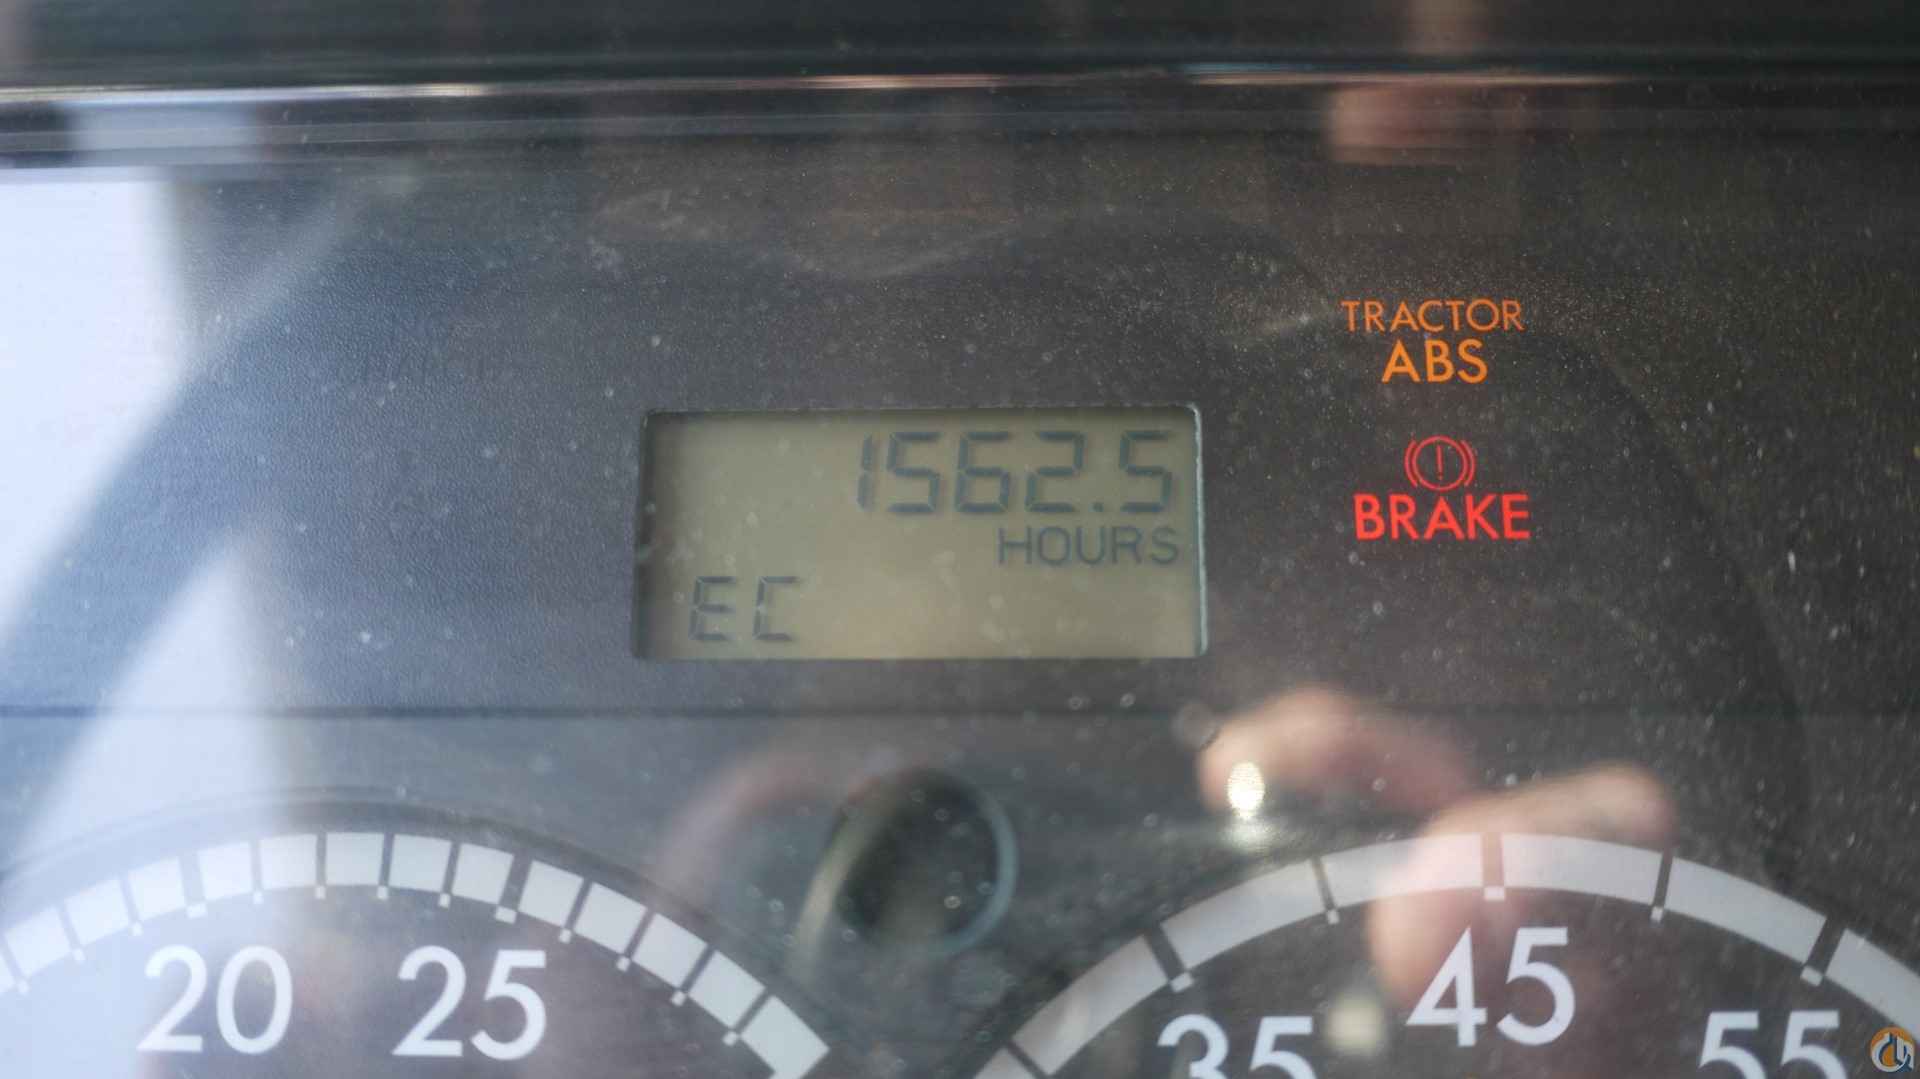 TRACTOR
ABS
1562.5
HOURS
BRAKE
EC
20 25
35 45 55